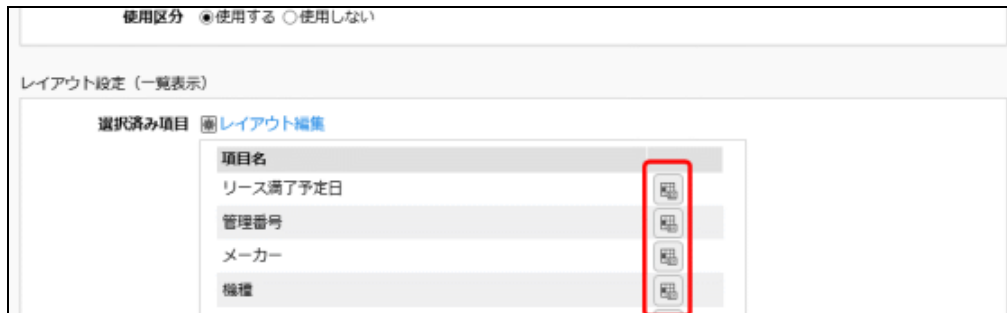 使用区分 ◉使用する ○使用しない
レイアウト設定（一覧表示）
選択済み項目 レイアウト編集
項目名
リース満了予定日
管理番号
メーカー
機種